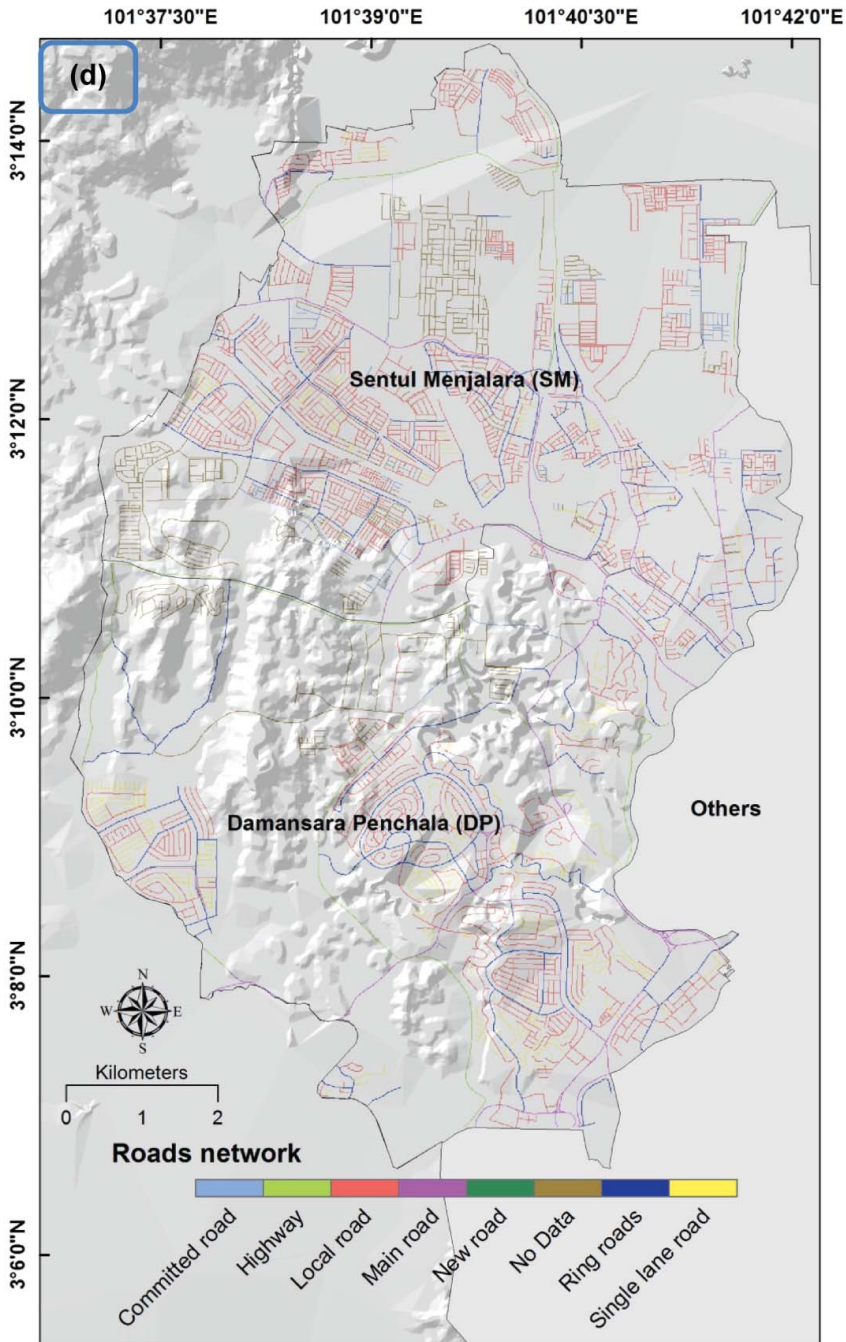 101°37'30"E 101°39'0"E 101°40'30"E 101°42'0"E
(d)
3°14'0"N
Sentul Menjalara (SM)
3°12'0"N
3°10'0"N
Others
Damansara Penchala (DP)
3°8'0"N
N
W E
S
Kilometers
0 1 2
Roads network
Committed road
Highway
Local road
Main road
New road
No Data
Ring roads
Single lane road
3°6'0"N